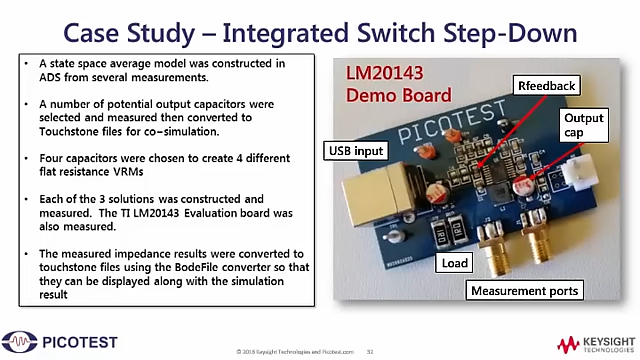 Case Study – Integrated Switch Step-Down
• A state space average model was constructed in
ADS from several measurements.
• A number of potential output capacitors were
selected and measured then converted to
Touchstone files for co-simulation.
• Four capacitors were chosen to create 4 different
flat resistance VRMs
• Each of the 3 solutions was constructed and
measured. The TI LM20143 Evaluation board was
also measured.
• The measured impedance results were converted to
touchstone files using the BodeFile converter so that
they can be displayed along with the simulation
result
LM20143
Demo Board
Rfeedback
Output
cap
USB input
PICOTEST
Load
Measurement ports
PICOTEST
© 2018 Keysight Technologies and Picotest.com
32
KEYSIGHT
TECHNOLOGIES